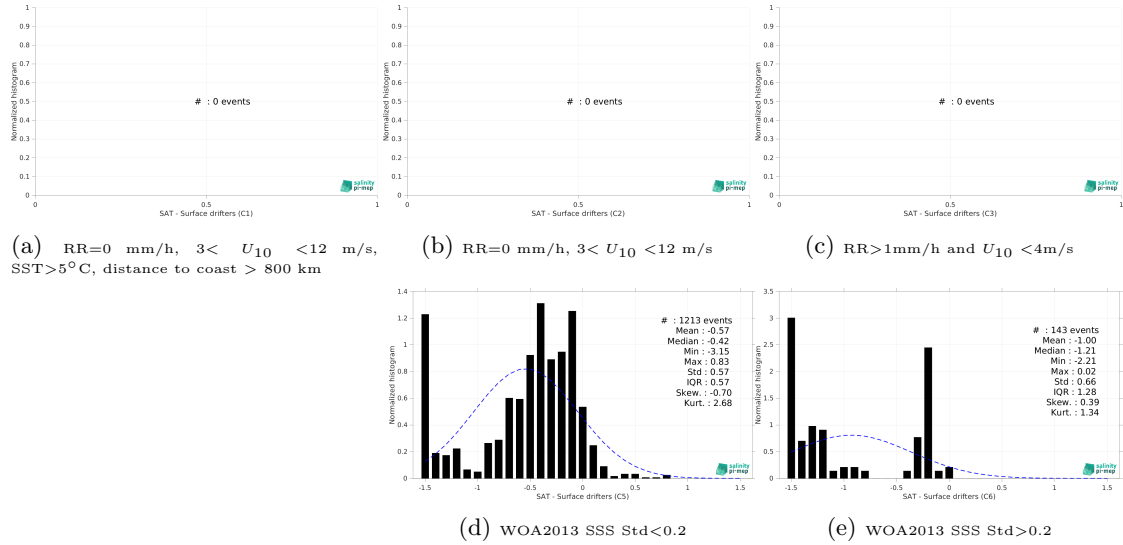 1
0.9
0.8
0.7
0.6
0.5
0.4
0.3
0.2
0.1
0
Normalized histogram
# : 0 events
salinity
pi-mep
0 0.5 1
SAT - Surface drifters (C1)
1
0.9
0.8
0.7
0.6
0.5
0.4
0.3
0.2
0.1
0
Normalized histogram
# : 0 events
salinity
pi-mep
0 0.5 1
SAT - Surface drifters (C2)
1
0.9
0.8
0.7
0.6
0.5
0.4
0.3
0.2
0.1
0
Normalized histogram
# : 0 events
salinity
pi-mep
0 0.5 1
SAT - Surface drifters (C3)
(a) RR=0 mm/h, 3< U10 <12 m/s,
SST>5°C, distance to coast > 800 km
(b) RR=0 mm/h, 3< U10 <12 m/s
(c) RR>1mm/h and U10 <4m/s
1.4
1.2
1
0.8
0.6
0.4
0.2
0
Normalized histogram
# : 1213 events
Mean : -0.57
Median : -0.42
Min : -3.15
Max : 0.83
Std : 0.57
IQR : 0.57
Skew. : -0.70
Kurt. : 2.68
salinity
pi-mep
-1.5 -1 -0.5 0 0.5 1 1.5
SAT - Surface drifters (C5)
3.5
3
2.5
2
1.5
1
0.5
0
Normalized histogram
# : 143 events
Mean : -1.00
Median : -1.21
Min : -2.21
Max : 0.02
Std : 0.66
IQR : 1.28
Skew. : 0.39
Kurt. : 1.34
salinity
pi-mep
-1.5 -1 -0.5 0 0.5 1 1.5
SAT - Surface drifters (C6)
(d) WOA2013 SSS Std<0.2
(e) WOA2013 SSS Std>0.2